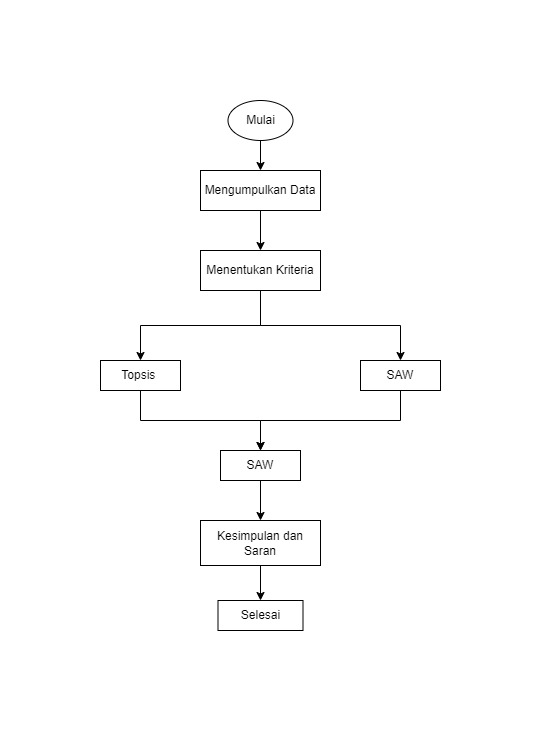 Mulai
Mengumpulkan Data
Menentukan Kriteria
Topsis
SAW
SAW
Kesimpulan dan
Saran
Selesai